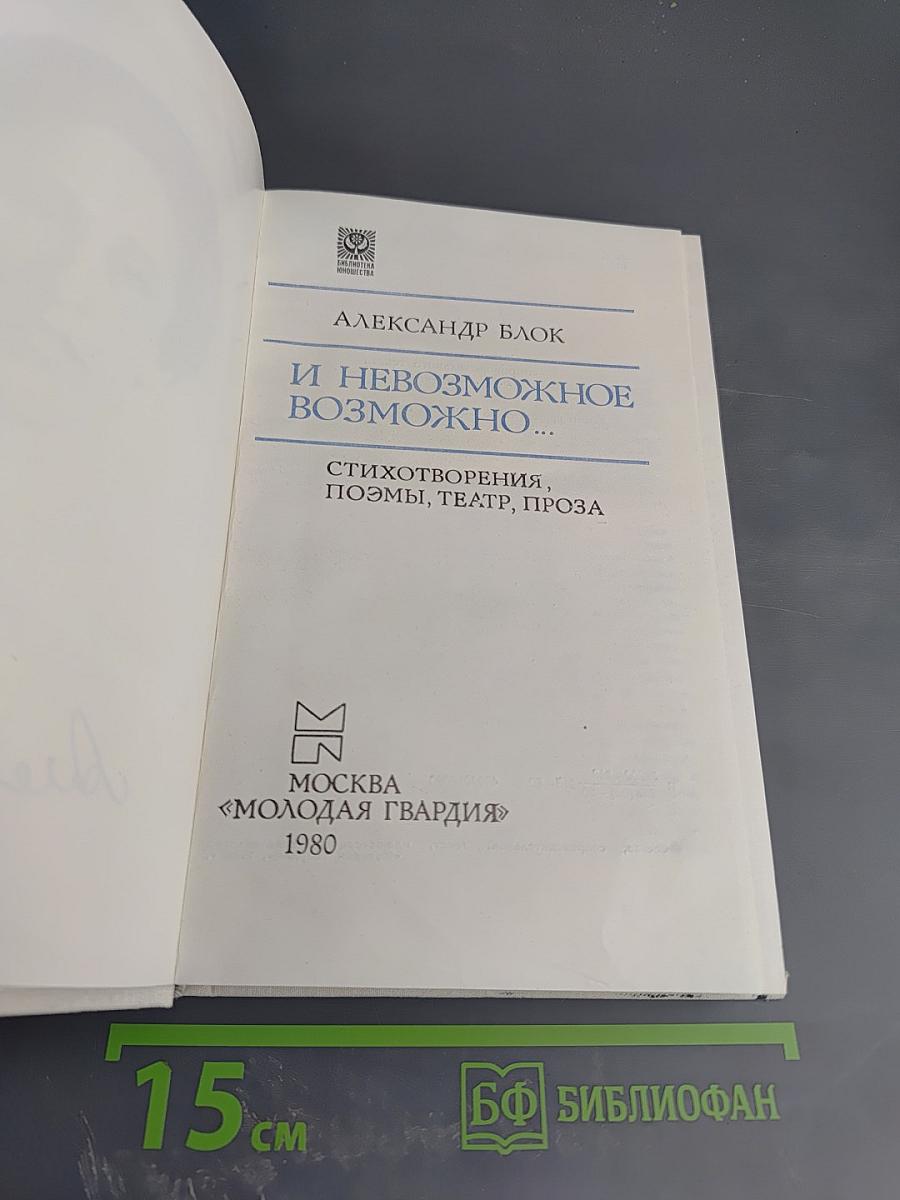 БИБЛИОТЕКА
ЮНОШЕСТВА
АЛЕКСАНДР БЛОК
И НЕВОЗМОЖНОЕ
ВОЗМОЖНО...
СТИХОТВОРЕНИЯ,
ПОЭМЫ, ТЕАТР, ПРОЗА
МОСКВА
«МОЛОДАЯ ГВАРДИЯ»
1980
15 см
БФ БИБЛИОФАН